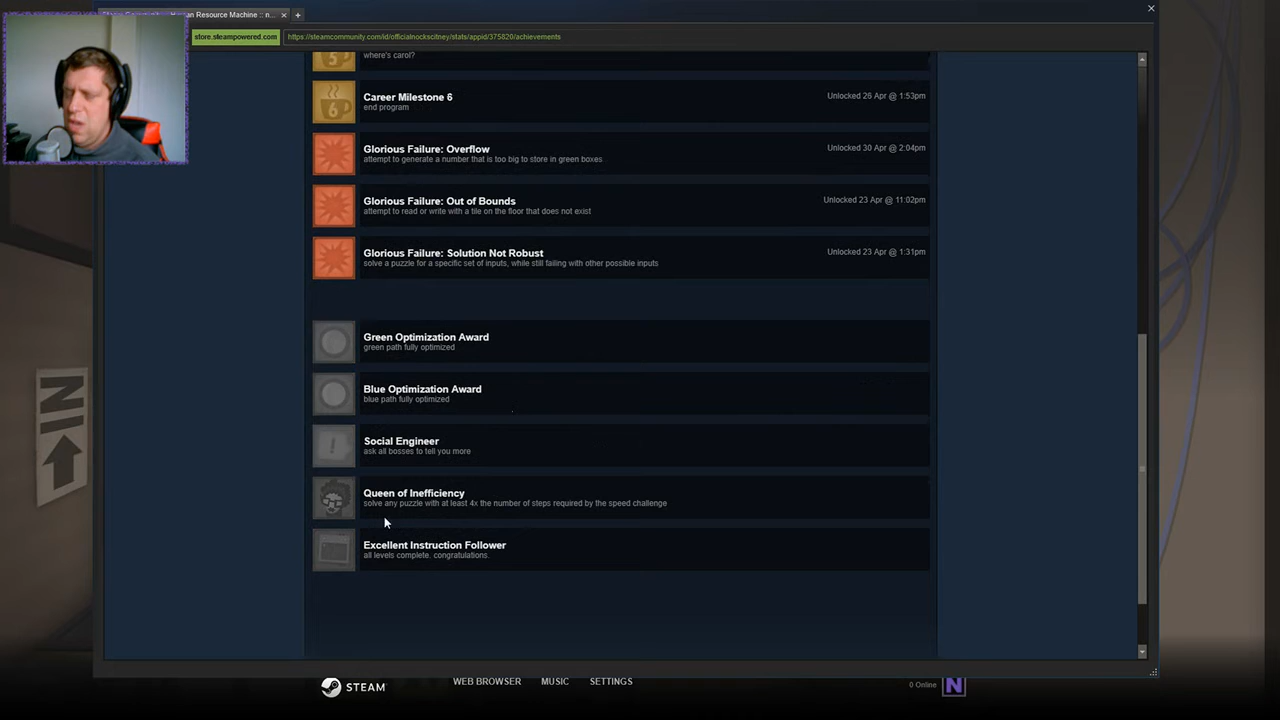 an Resource Machine :: n...
store.steampowered.com
https://steamcommunity.com/id/officialnockscitney/stats/appid/375820/achievements
where's carol?
5
Career Milestone 6
end program
Unlocked 26 Apr @ 1:53pm
6
Glorious Failure: Overflow
attempt to generate a number that is too big to store in green boxes
Unlocked 30 Apr @ 2:04pm
Glorious Failure: Out of Bounds
attempt to read or write with a tile on the floor that does not exist
Unlocked 23 Apr @ 11:02pm
Glorious Failure: Solution Not Robust
solve a puzzle for a specific set of inputs, while still failing with other possible inputs
Unlocked 23 Apr @ 1:31pm
Green Optimization Award
green path fully optimized
Blue Optimization Award
blue path fully optimized
Social Engineer
ask all bosses to tell you more
Queen of Inefficiency
solve any puzzle with at least 4x the number of steps required by the speed challenge
Excellent Instruction Follower
all levels complete. congratulations.
IN
STEAM
WEB BROWSER
MUSIC
SETTINGS
0 Online
N